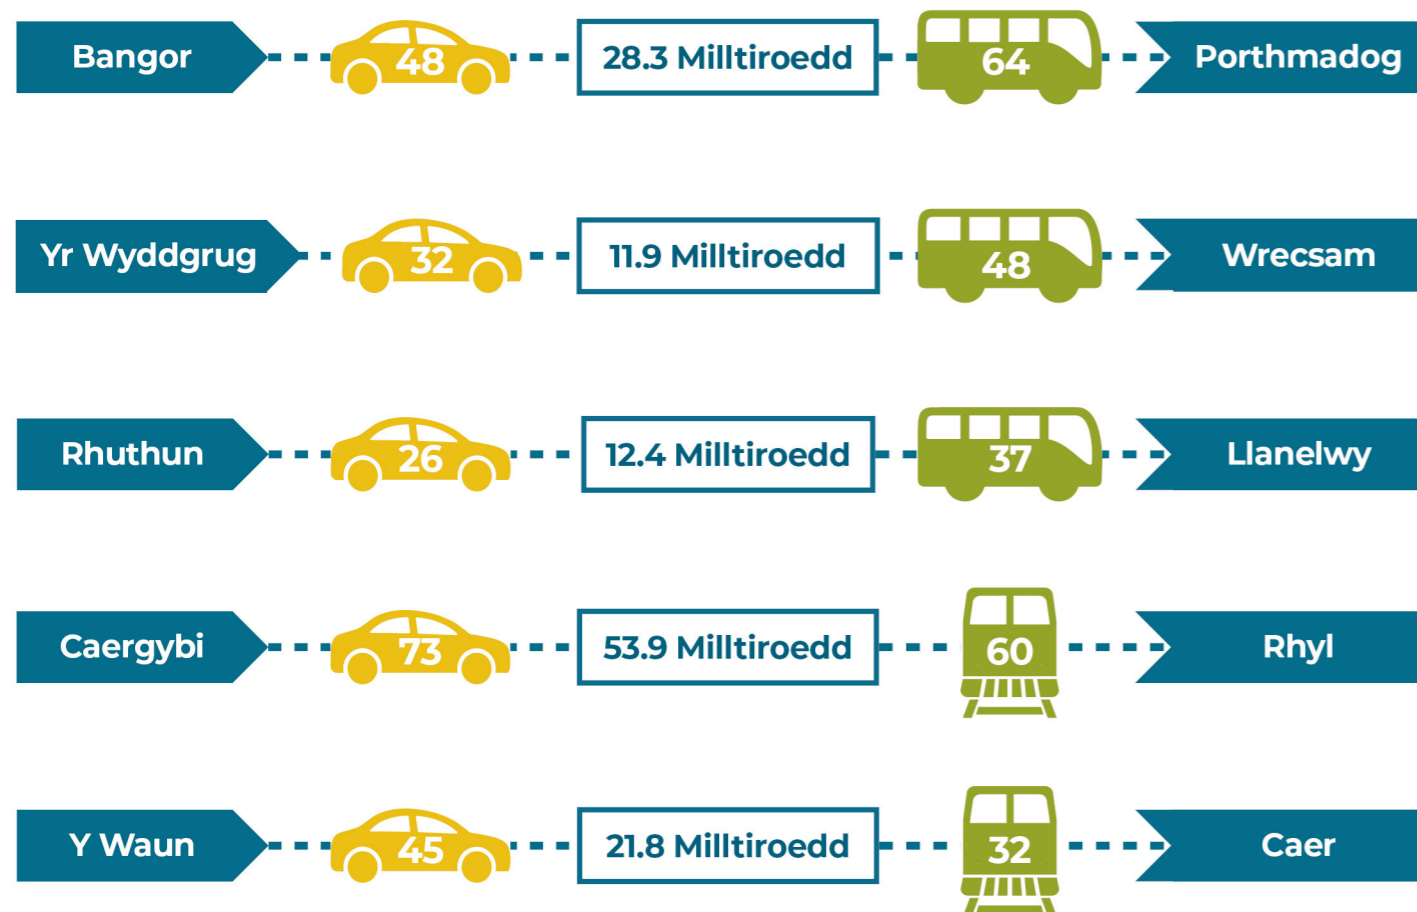 Bangor 48 28.3 Milltiroedd 64 Porthmadog
Yr Wyddgrug 32 11.9 Milltiroedd 48 Wrecsam
Rhuthun 26 12.4 Milltiroedd 37 Llanelwy
Caergybi 73 53.9 Milltiroedd 60 Rhyl
Y Waun 45 21.8 Milltiroedd 32 Caer